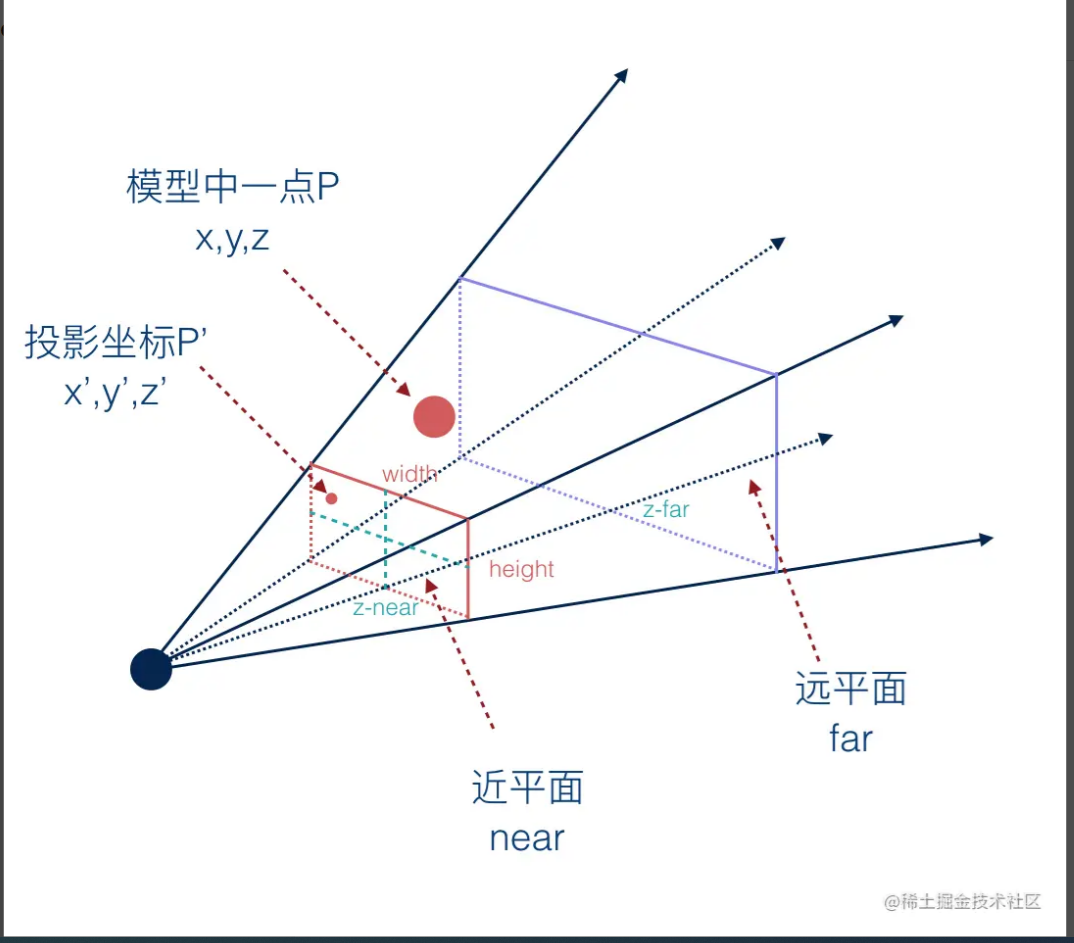 模型中一点P
x,y,z
投影坐标P’
x’,y’,z’
width
z-far
height
z-near
远平面
far
近平面
near
@稀土掘金技术社区